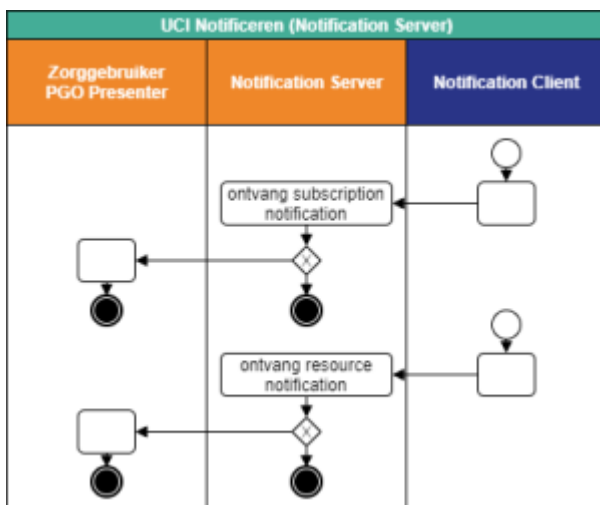 UCI Notificeren (Notification Server)
Zorggebruiker
PGO Presenter
Notification Server
Notification Client
ontvang subscription
notification
X
ontvang resource
notification
X